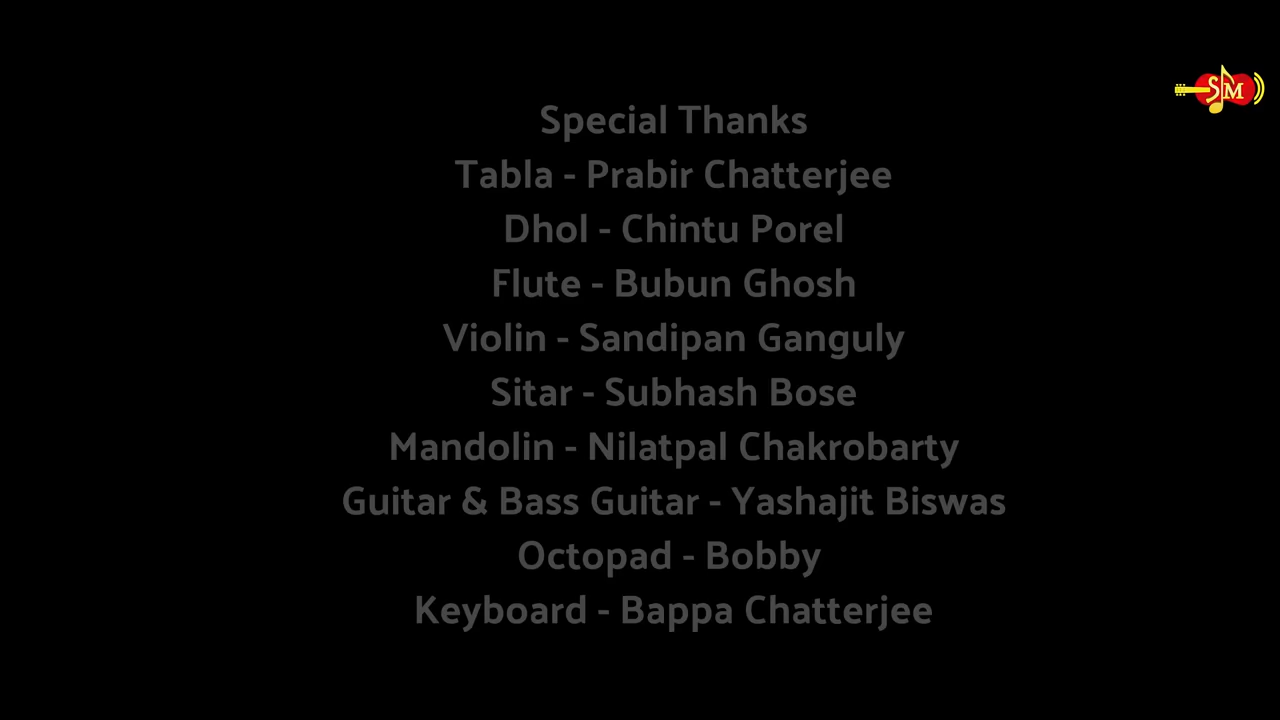 SM
Special Thanks
Tabla - Prabir Chatterjee
Dhol - Chintu Porel
Flute - Bubun Ghosh
Violin - Sandipan Ganguly
Sitar - Subhash Bose
Mandolin - Nilatpal Chakrobarty
Guitar & Bass Guitar - Yashajit Biswas
Octopad - Bobby
Keyboard - Bappa Chatterjee